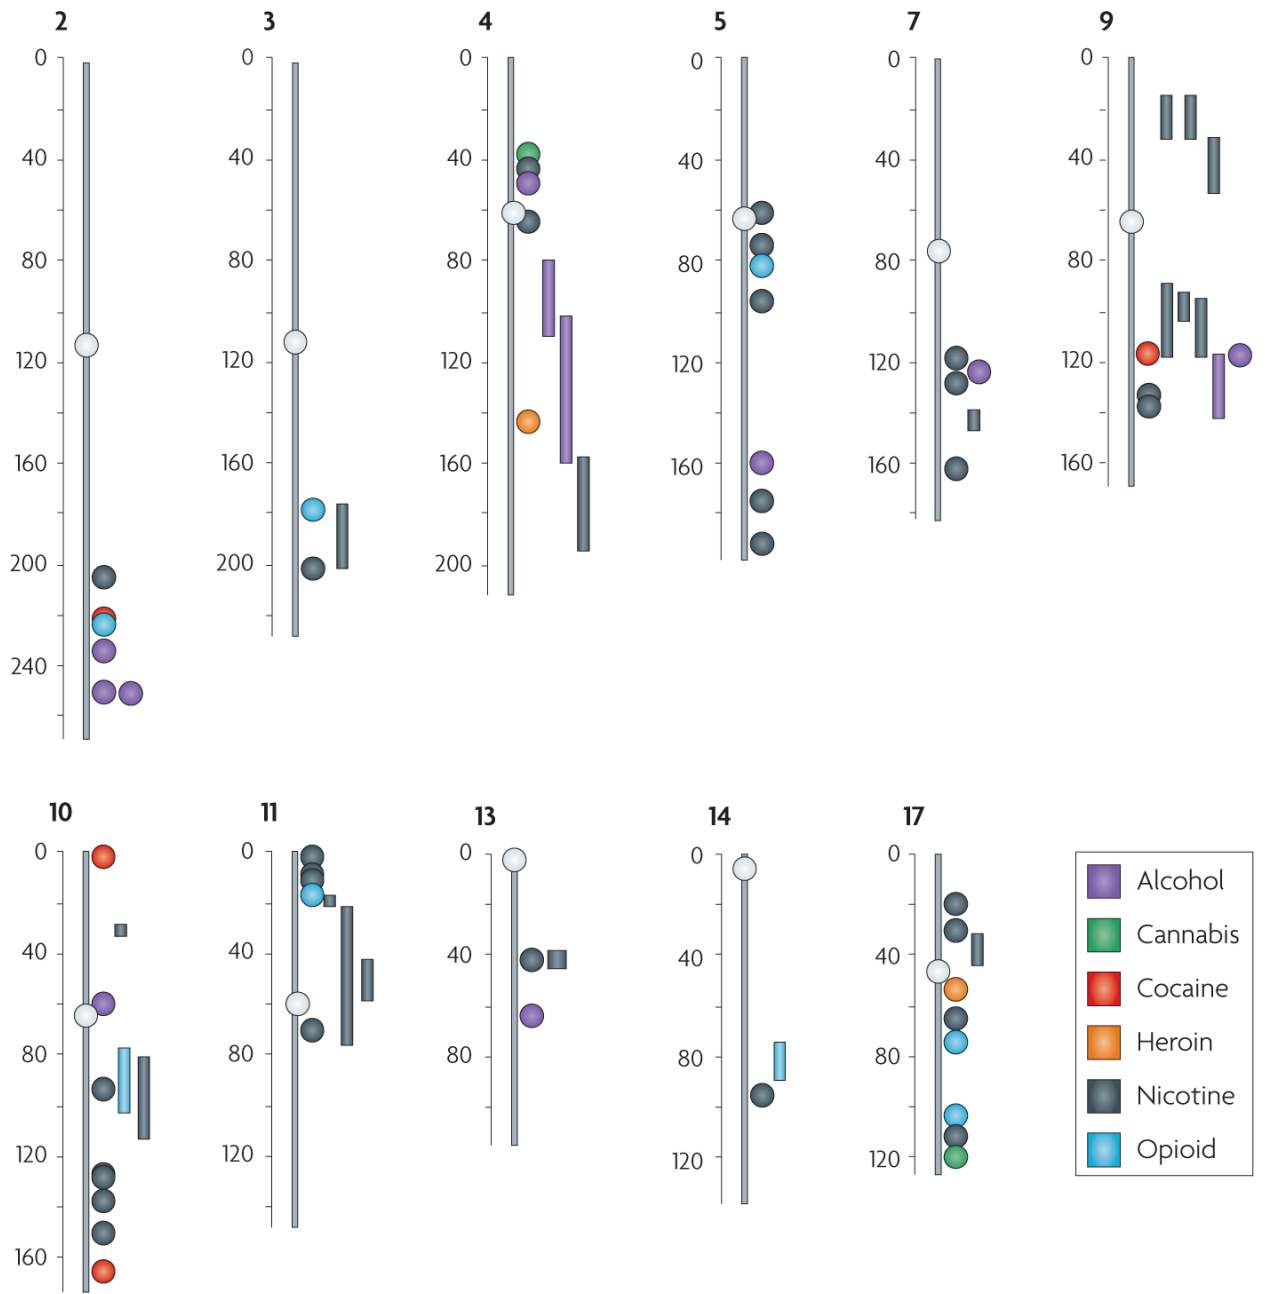 2 3 4 5 7 9
0 0 0 0 0 0
40 40 40 40 40 40
80 80 80 80 80 80
120 120 120 120 120 120
160 160 160 160 160 160
200 200 200
240
10 11 13 14 17
0 0 0 0 0
Alcohol
Cannabis
40 40 40 40 40
Cocaine
Heroin
80 80 80 80 80
Nicotine
120 120 120 120
Opioid
160